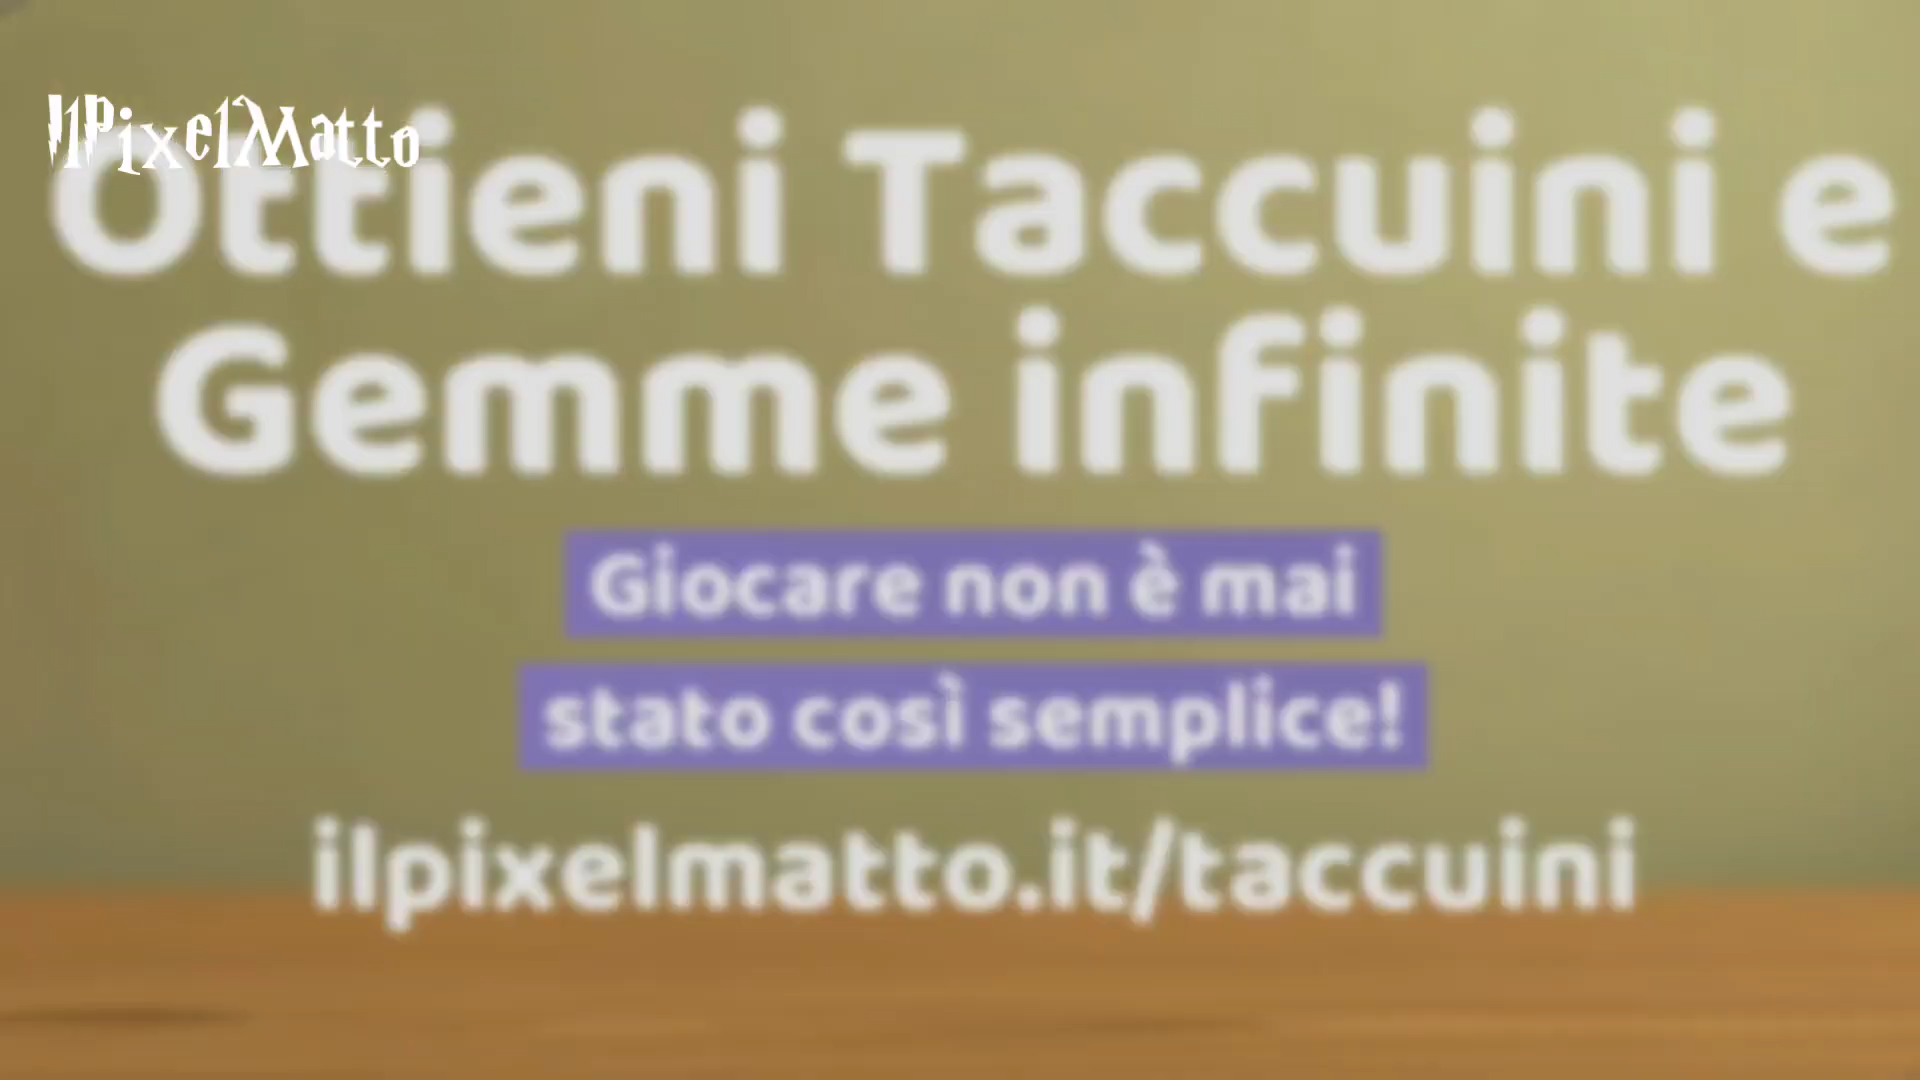 IlPixelMatto
Ottieni Taccuini e
Gemme infinite
Giocare non è mai
stato così semplice!
ilpixelmatto.it/taccuini